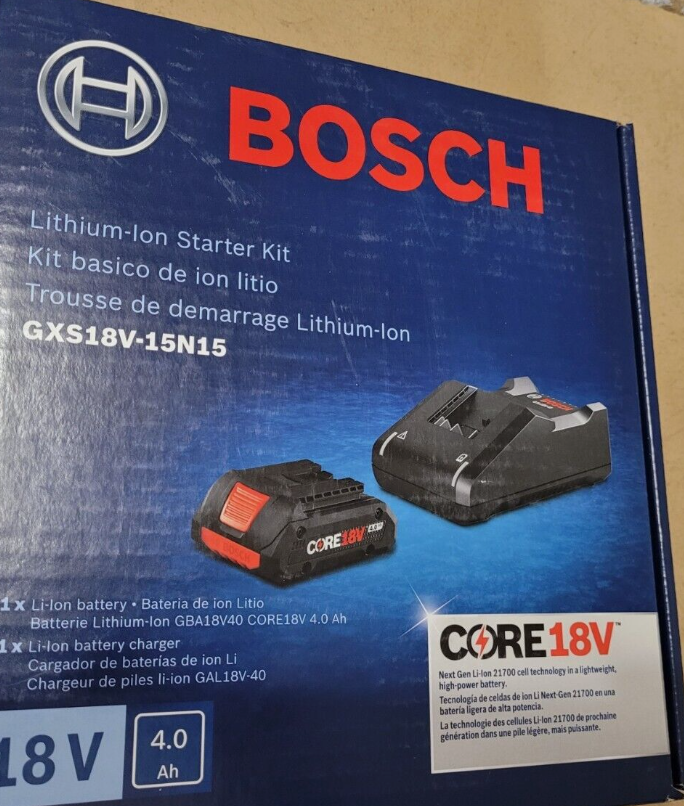 BOSCH
Lithium-Ion Starter Kit
Kit basico de ion litio
Trousse de demarrage Lithium-Ion
GXS18V-15N15
BOSCH
BOSCH
CORE18V
1x Li-Ion battery • Bateria de ion Litio
Batterie Lithium-Ion GBA18V40 CORE18V 4.0 Ah
1x Li-Ion battery charger
Cargador de baterías de ion Li
Chargeur de piles li-ion GAL18V-40
CORE18V™
Next Gen Li-Ion 21700 cell technology in a lightweight,
high-power battery.
Tecnología de celdas de ion Li Next-Gen 21700 en una
batería ligera de alta potencia.
La technologie des cellules Li-Ion 21700 de prochaine
génération dans une pile légère, mais puissante.
18V
4.0
Ah